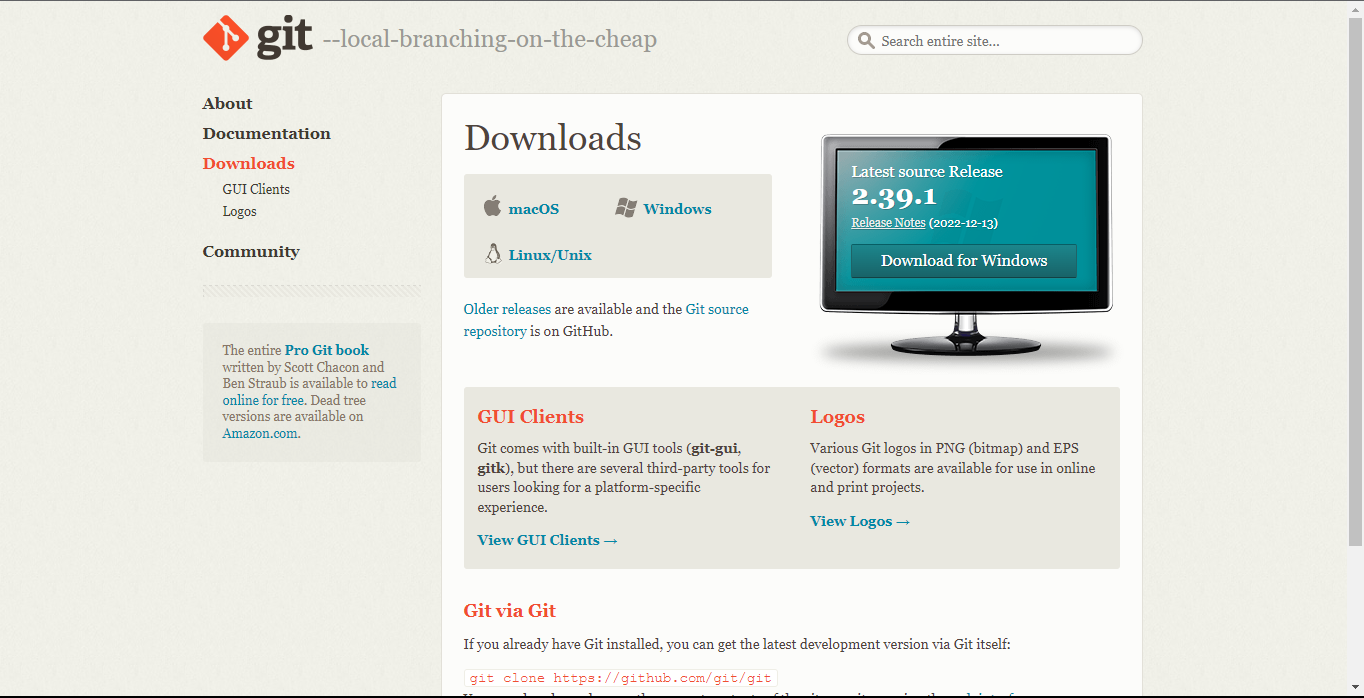 git --local-branching-on-the-cheap
Search entire site...
About
Documentation
Downloads
GUI Clients
Logos
Community
The entire Pro Git book
written by Scott Chacon and
Ben Straub is available to read
online for free. Dead tree
versions are available on
Amazon.com.
Downloads
macOS
Windows
Linux/Unix
Older releases are available and the Git source
repository is on GitHub.
Latest source Release
2.39.1
Release Notes (2022-12-13)
Download for Windows
GUI Clients
Git comes with built-in GUI tools (git-gui,
gitk), but there are several third-party tools for
users looking for a platform-specific
experience.
View GUI Clients →
Logos
Various Git logos in PNG (bitmap) and EPS
(vector) formats are available for use in online
and print projects.
View Logos →
Git via Git
If you already have Git installed, you can get the latest development version via Git itself:
git clone https://github.com/git/git